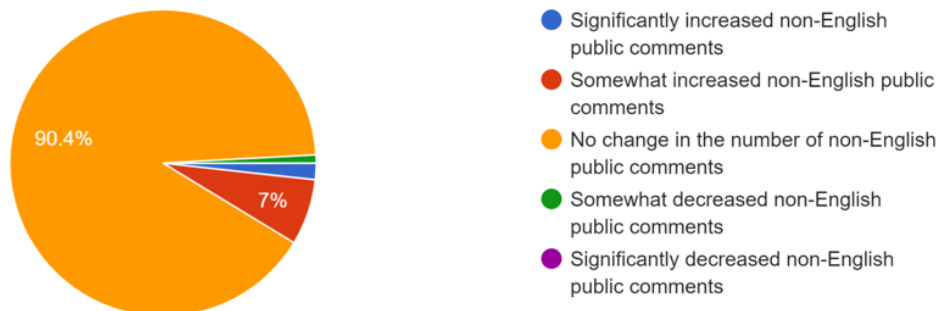 90.4%
7%
Significantly increased non-English
public comments
Somewhat increased non-English public
comments
No change in the number of non-English
public comments
Somewhat decreased non-English
public comments
Significantly decreased non-English
public comments